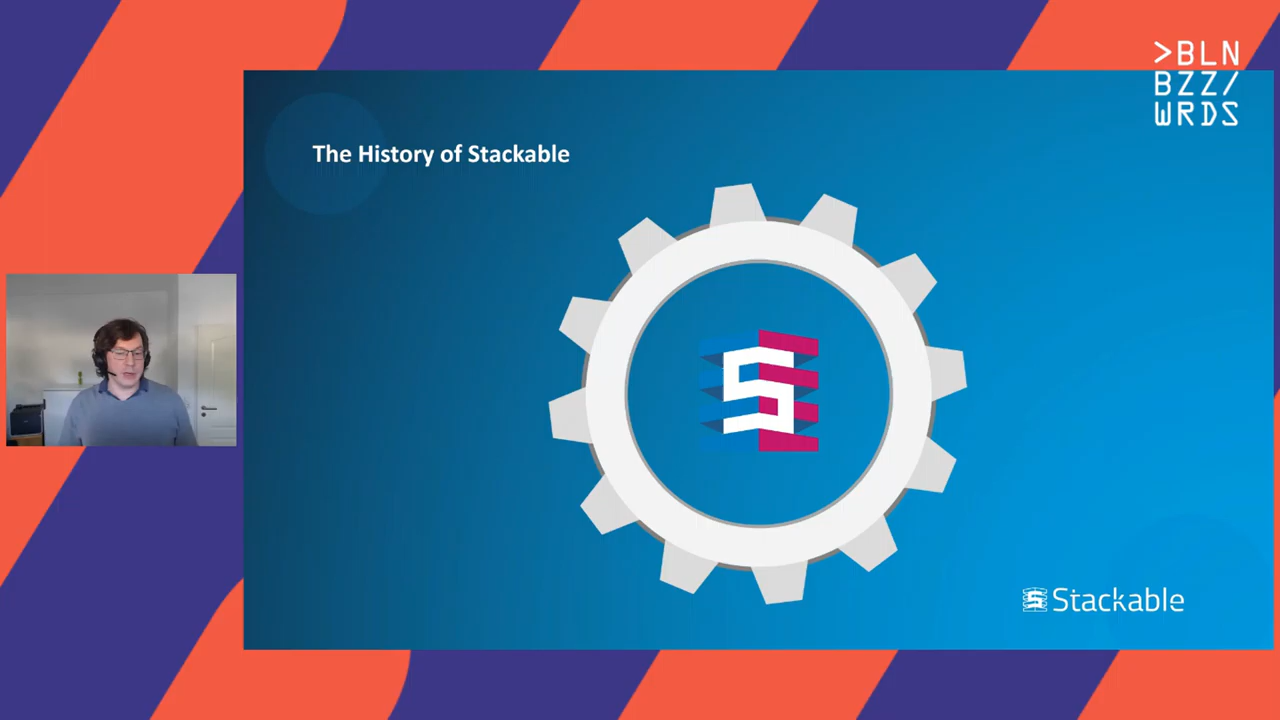 >BLN
BZZ/
WRDS
The History of Stackable
S
Stackable